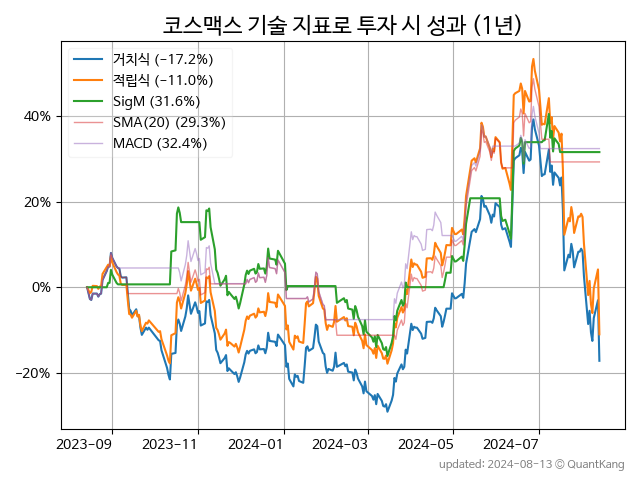 코스맥스 기술 지표로 투자 시 성과 (1년)
거치식 (-17.2%)
적립식 (-11.0%)
SigM (31.6%)
SMA(20) (29.3%)
MACD (32.4%)
40%
20%
0%
-20%
2023-09 2023-11 2024-01 2024-03 2024-05 2024-07
updated: 2024-08-13 © QuantKang